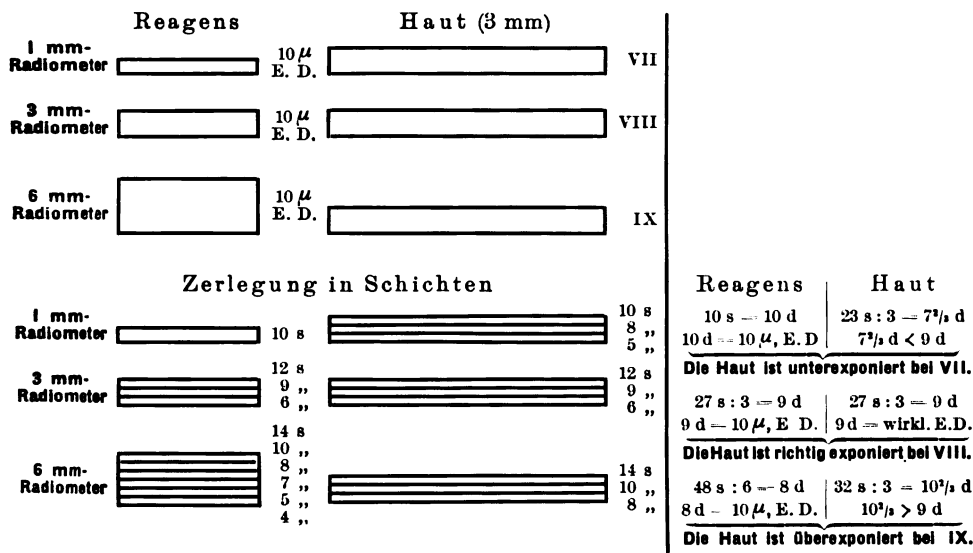 Reagens Haut (3 mm)
1 mm-
Radiometer
10 µ
E. D.
VII
3 mm-
Radiometer
10 µ
E. D.
VIII
6 mm-
Radiometer
10 µ
E. D.
IX
Zerlegung in Schichten
1 mm-
Radiometer
10 s
10 s
8 „
5 „
3 mm-
Radiometer
12 s
9 „
6 „
12 s
9 „
6 „
6 mm-
Radiometer
14 s
10 „
8 „
7 „
5 „
4 „
14 s
10 „
8 „
Reagens Haut
10 s = 10 d 23 s : 3 = 7²/₃ d
10 d = 10 µ, E. D 7²/₃ d < 9 d
Die Haut ist unterexponiert bei VII.
27 s : 3 = 9 d 27 s : 3 = 9 d
9 d = 10 µ, E D. 9 d = wirkl. E. D.
Die Haut ist richtig exponiert bei VIII.
48 s : 6 = 8 d 32 s : 3 = 10²/₃ d
8 d = 10 µ, E. D. 10²/₃ > 9 d
Die Haut ist überexponiert bei IX.